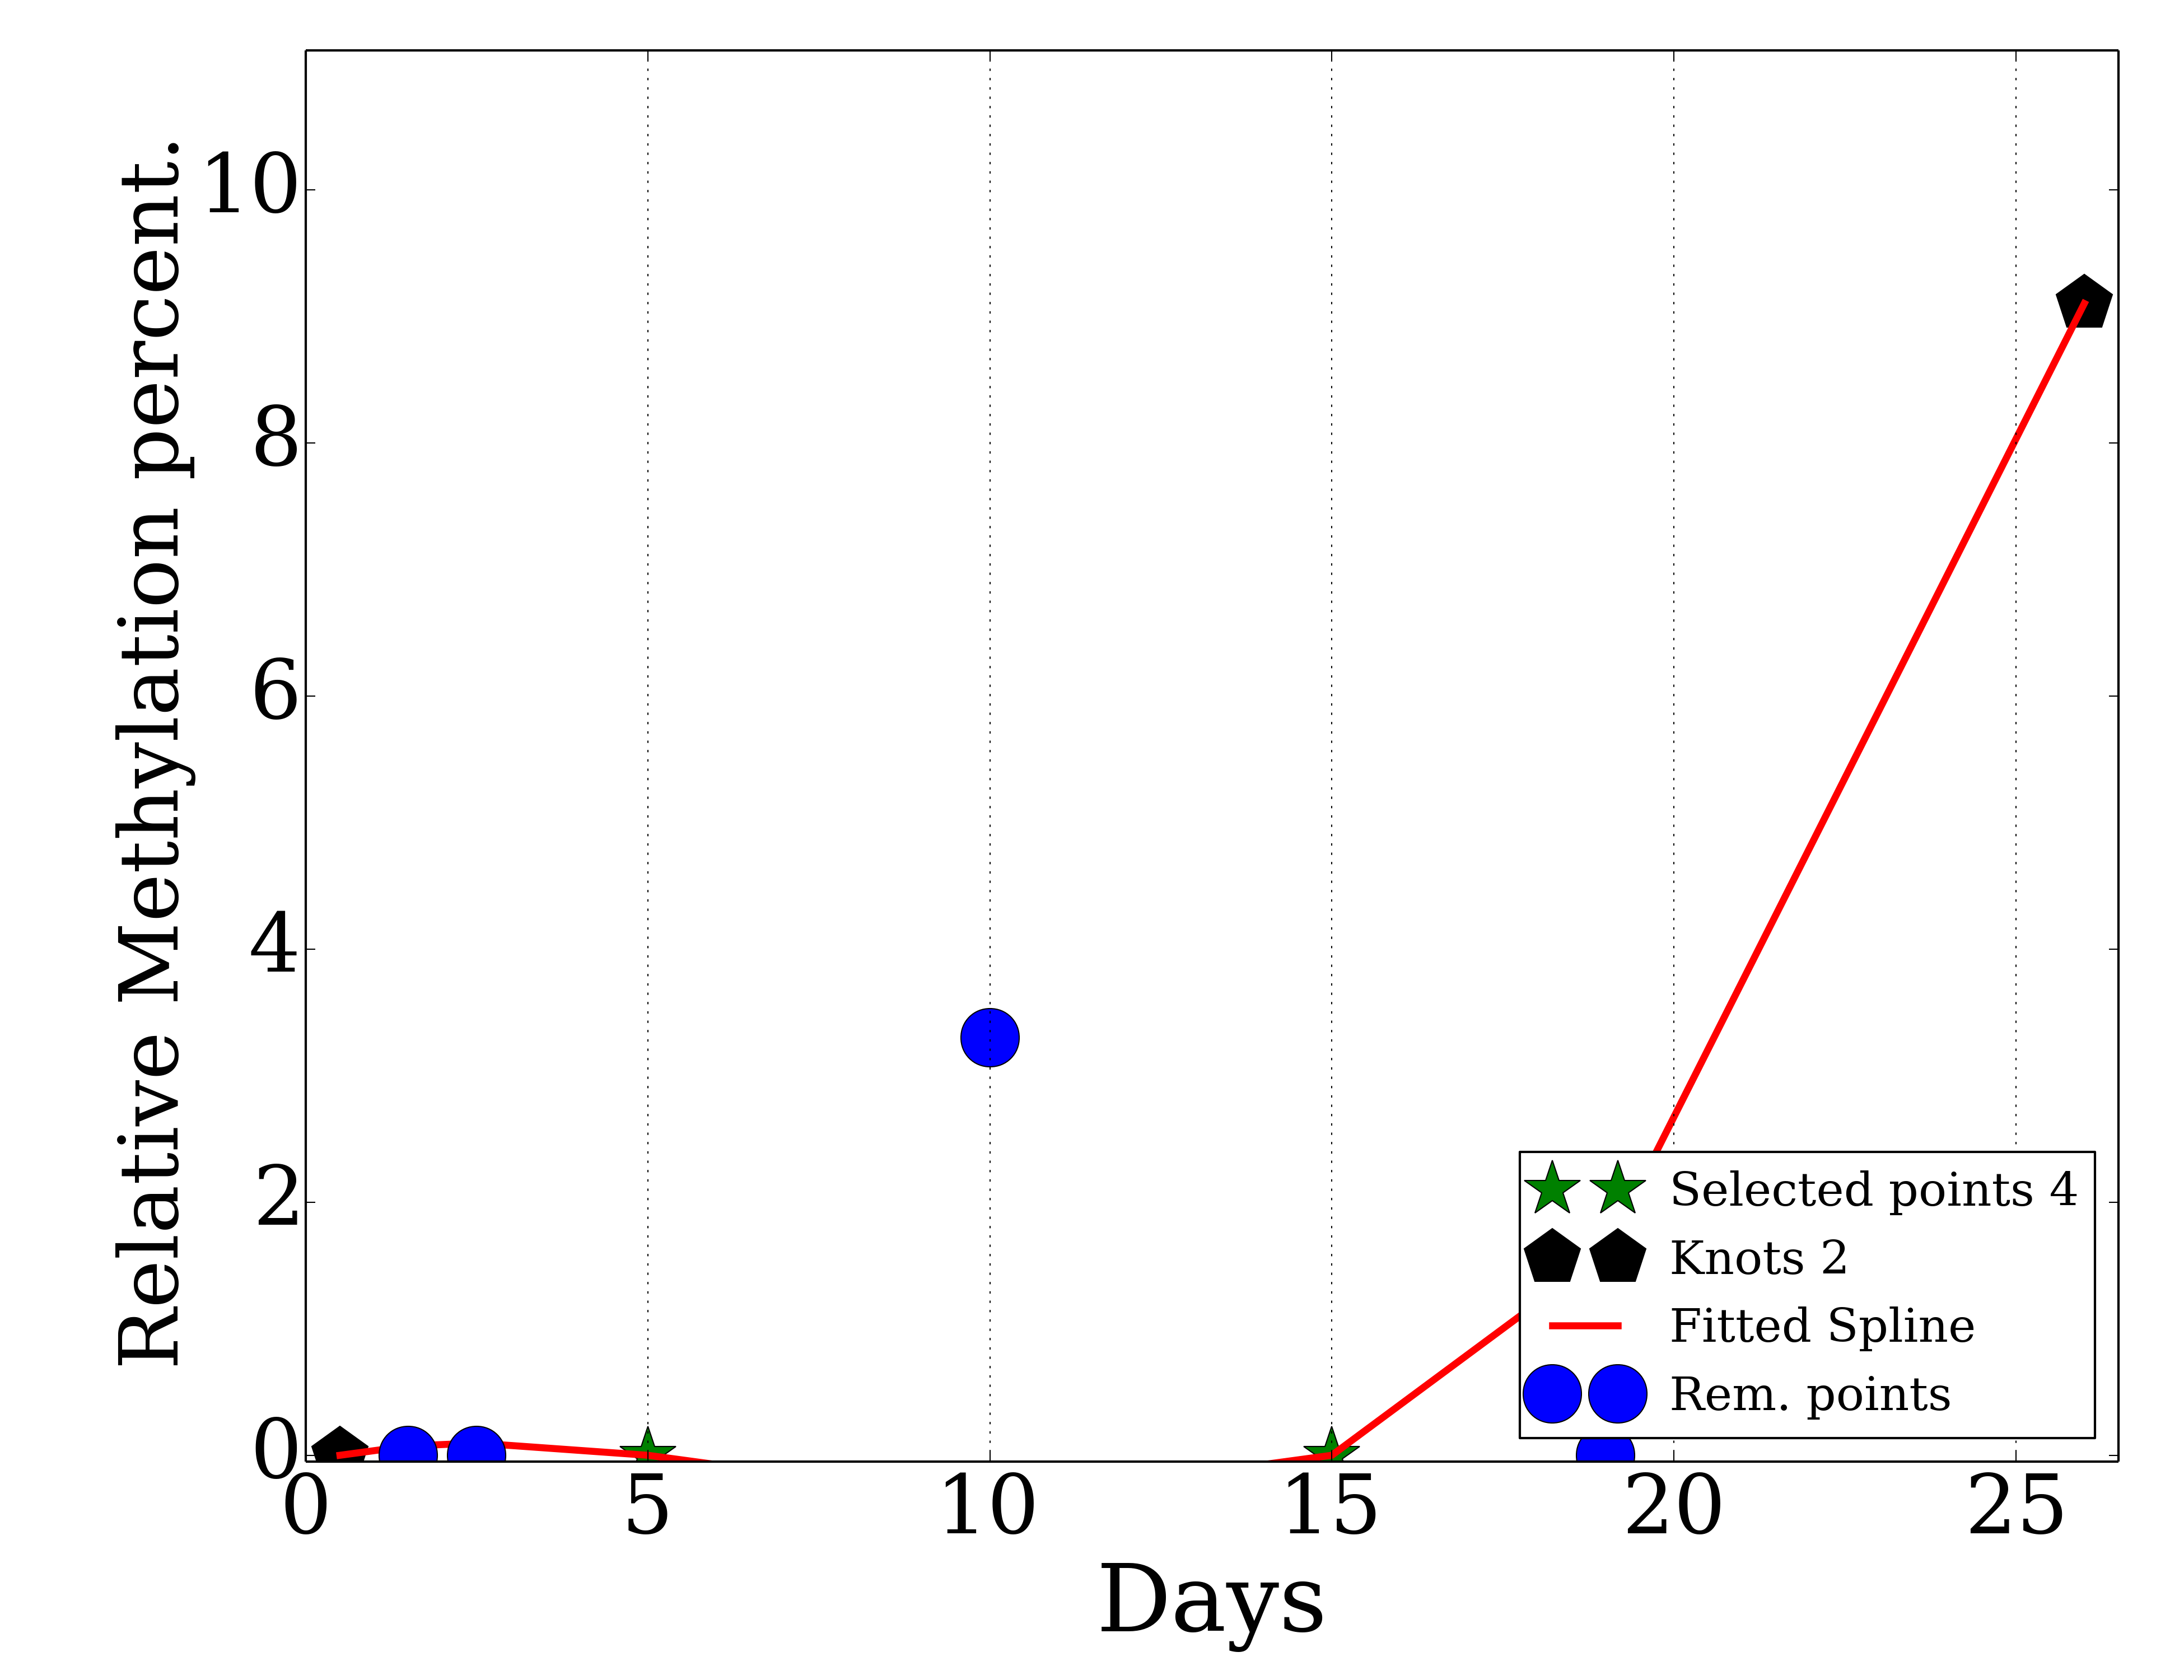 Relative Methylation percent.
10
8
6
4
2
0
0 5 10 15 20 25
Days
Selected points 4
Knots 2
Fitted Spline
Rem. points